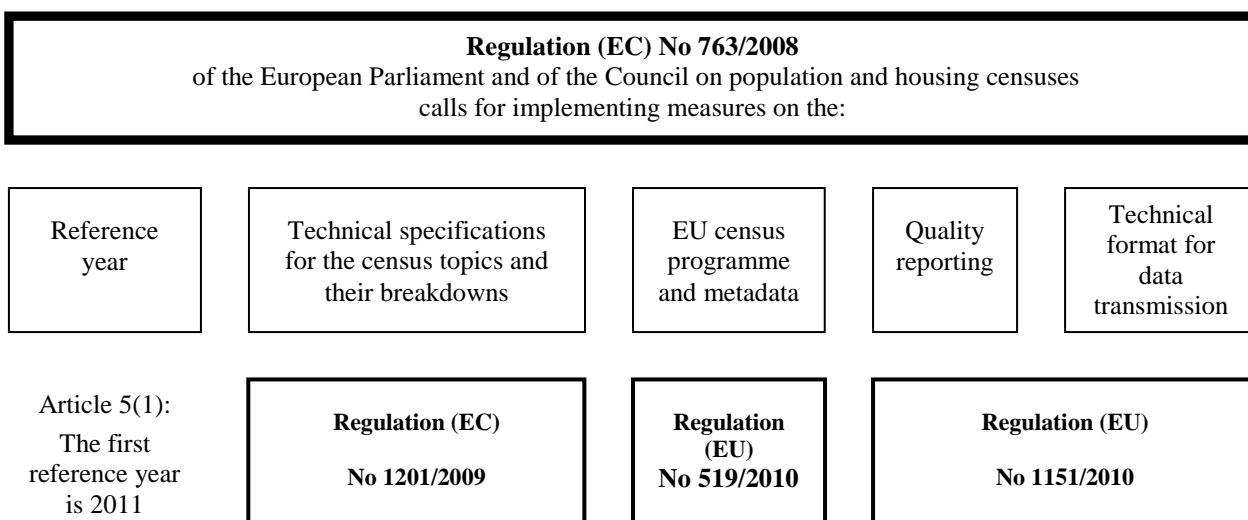 Regulation (EC) No 763/2008
of the European Parliament and of the Council on population and housing censuses
calls for implementing measures on the:
Reference
year
Technical specifications
for the census topics and
their breakdowns
EU census
programme
and metadata
Quality
reporting
Technical
format for
data
transmission
Article 5(1):
The first
reference year
is 2011
Regulation (EC)
No 1201/2009
Regulation
(EU)
No 519/2010
Regulation (EU)
No 1151/2010